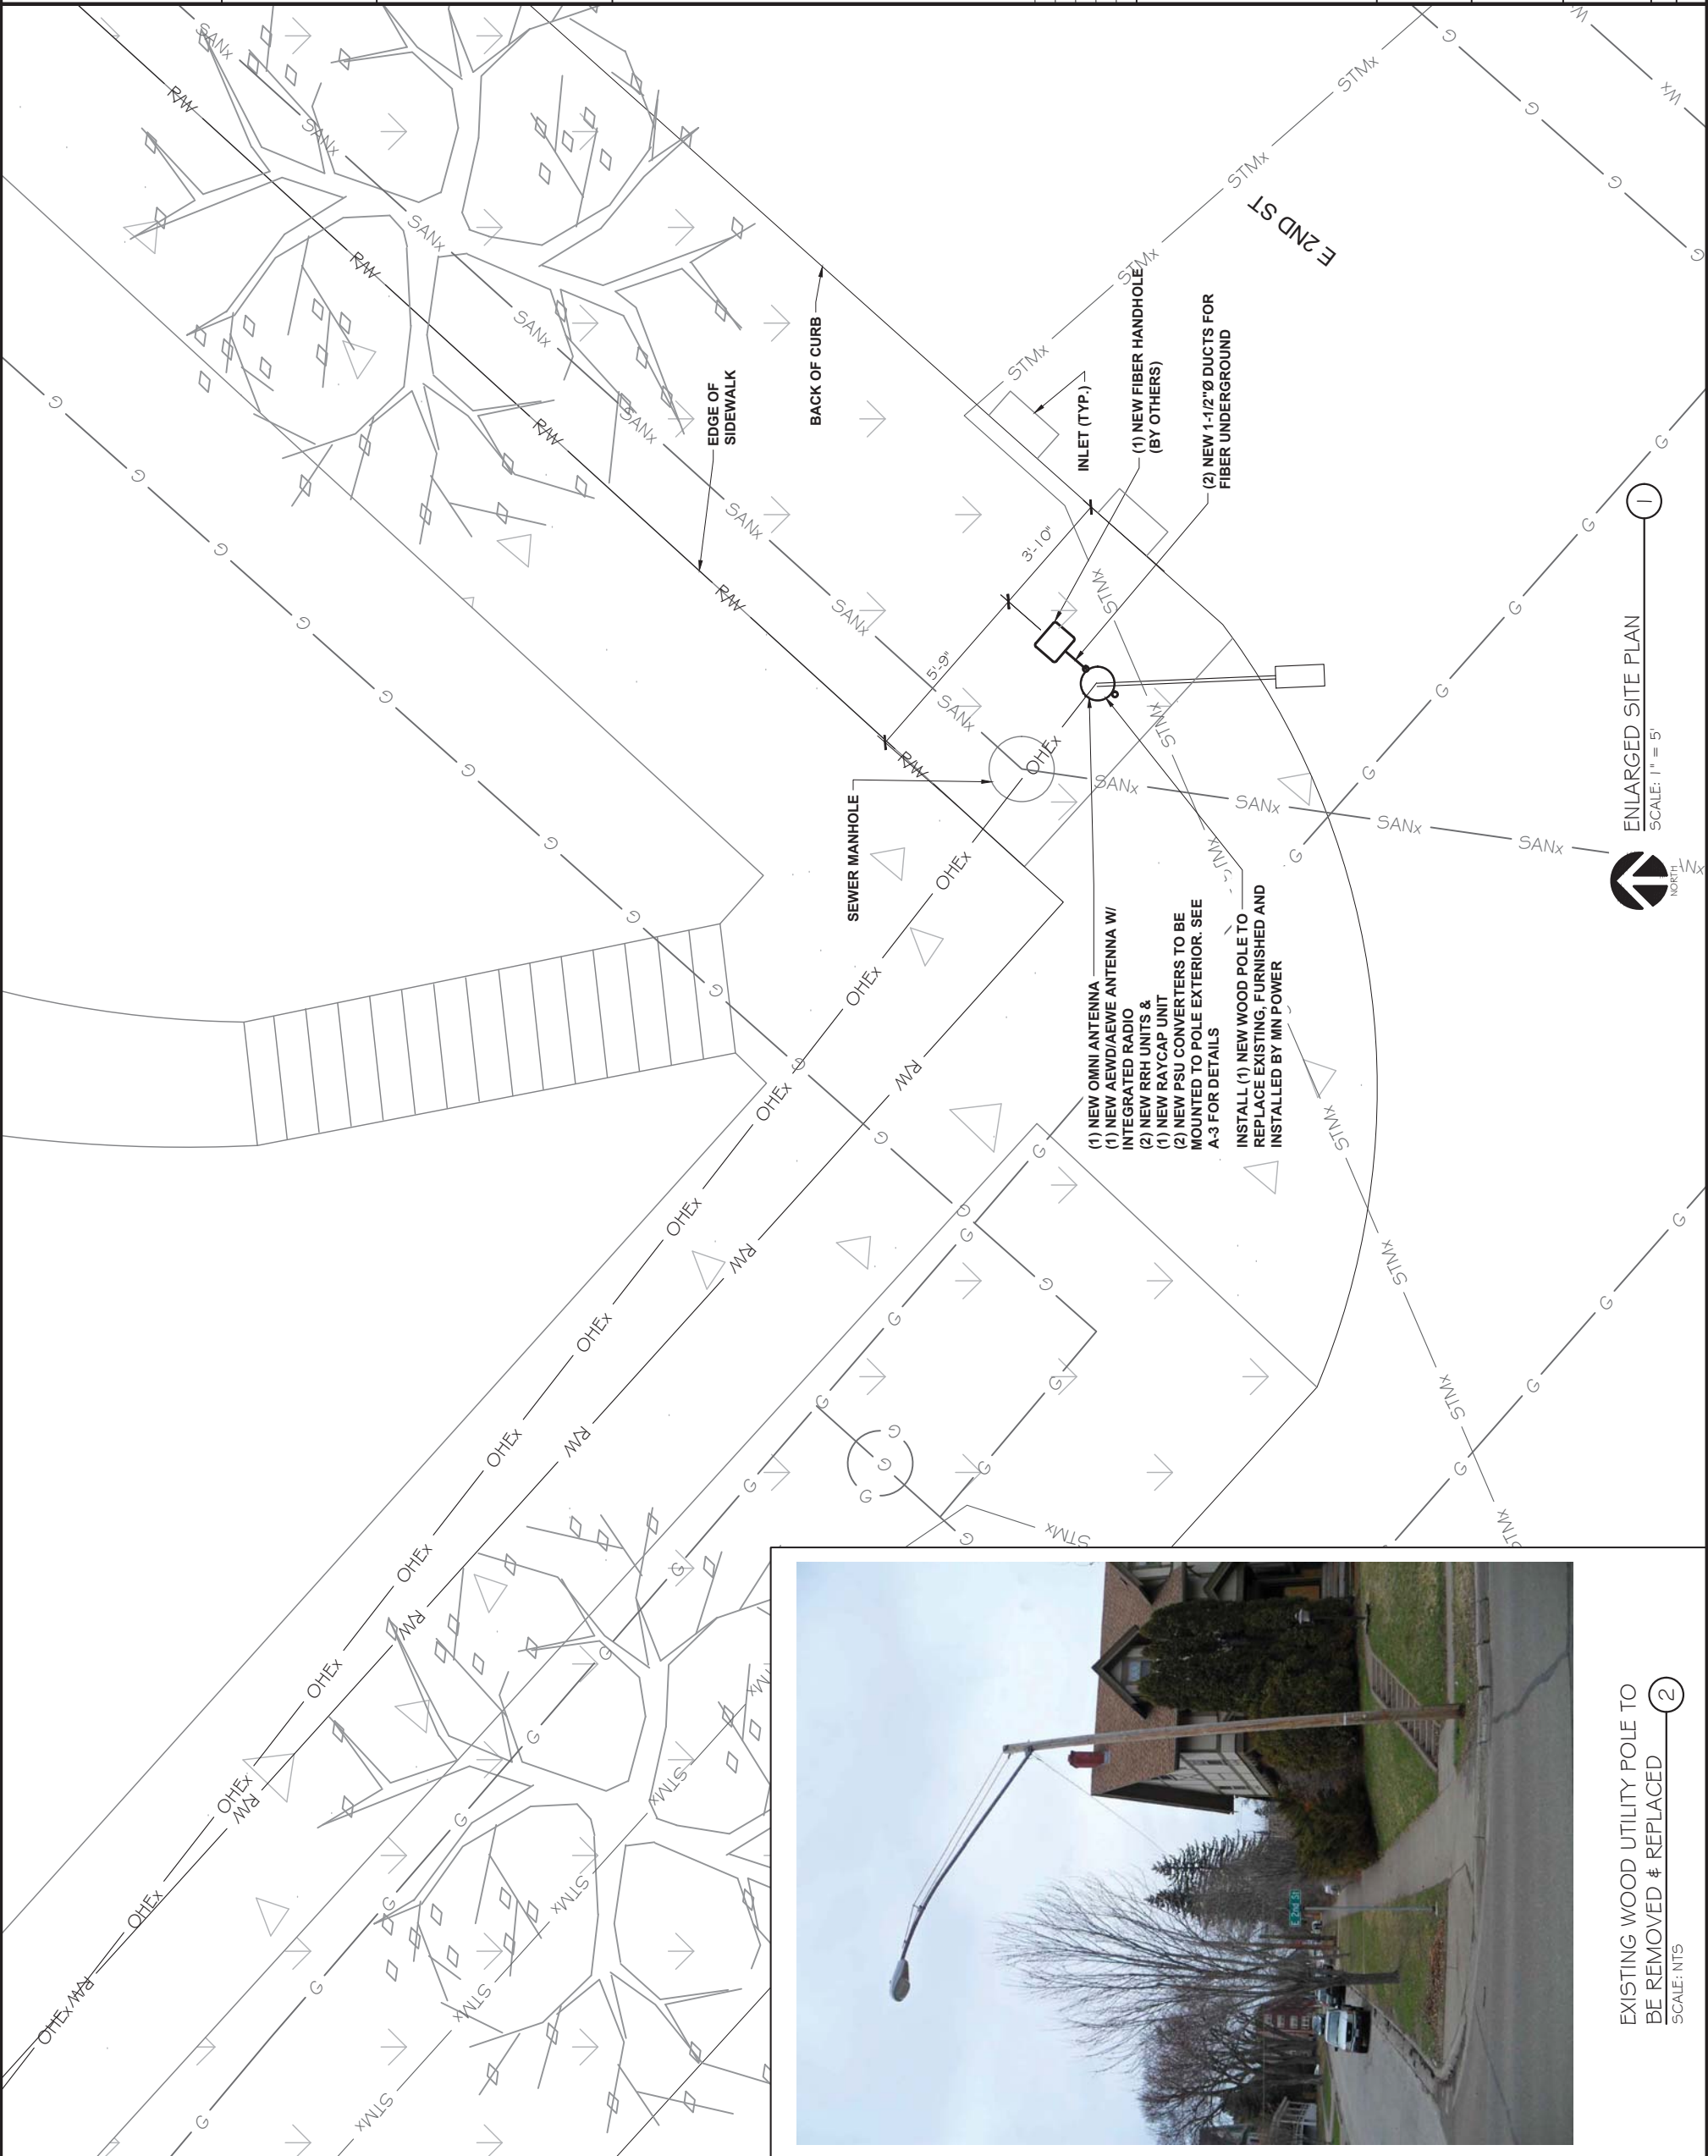 EDGE OF
SIDEWALK
BACK OF CURB
INLET (TYP.)
(1) NEW FIBER HANDHOLE
(BY OTHERS)
(2) NEW 1-1/2"Ø DUCTS FOR
FIBER UNDERGROUND
E 2ND ST
3'-10"
5'-9"
SEWER MANHOLE
(1) NEW OMNI ANTENNA
(1) NEW AEWD/AEWE ANTENNA W/
INTEGRATED RADIO
(2) NEW RRH UNITS &
(1) NEW RAYCAP UNIT
(2) NEW PSU CONVERTERS TO BE
MOUNTED TO POLE EXTERIOR. SEE
A-3 FOR DETAILS
INSTALL (1) NEW WOOD POLE TO
REPLACE EXISTING, FURNISHED AND
INSTALLED BY MN POWER
RW
SANx
STMx
OHEx
G
Wx
NORTH
ENLARGED SITE PLAN
SCALE: 1" = 5'
1
E 2nd St
EXISTING WOOD UTILITY POLE TO
BE REMOVED & REPLACED
SCALE: NTS
2